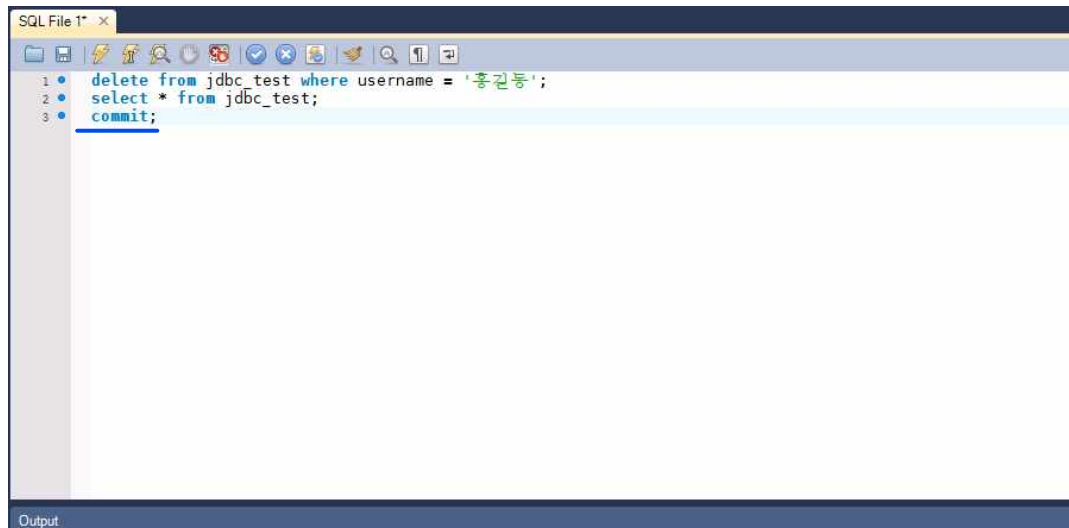 SQL File 1*
1 delete from jdbc_test where username = '홍길동';
2 select * from jdbc_test;
3 commit;
Output